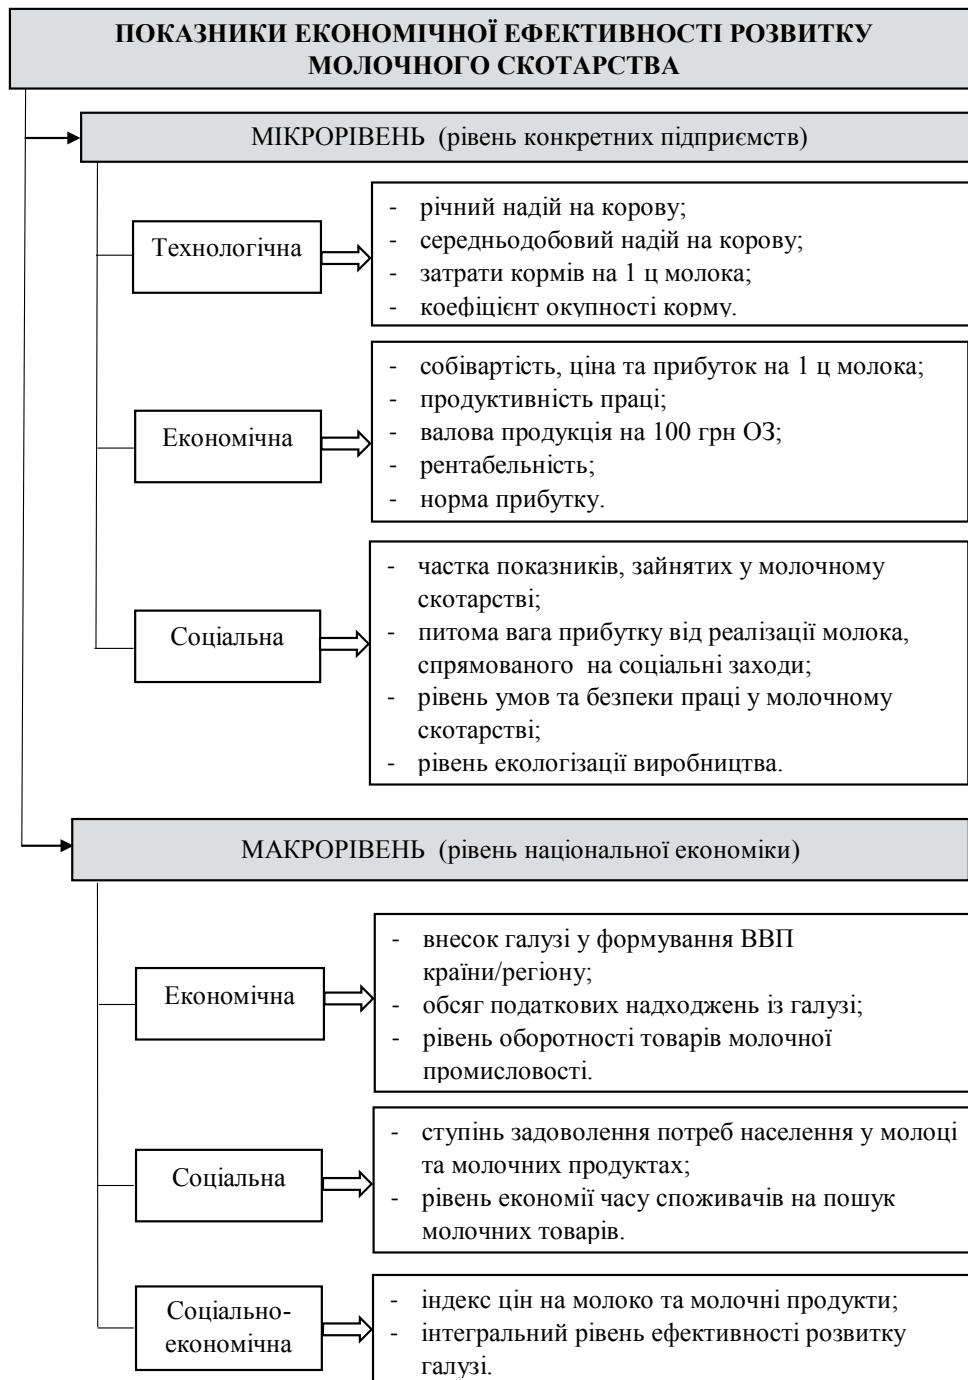 ПОКАЗНИКИ ЕКОНОМІЧНОЇ ЕФЕКТИВНОСТІ РОЗВИТКУ
МОЛОЧНОГО СКОТАРСТВА
МІКРОРІВЕНЬ (рівень конкретних підприємств)
Технологічна
- річний надій на корову;
- середньодобовий надій на корову;
- затрати кормів на 1 ц молока;
- коефіцієнт окупності корму.
Економічна
- собівартість, ціна та прибуток на 1 ц молока;
- продуктивність праці;
- валова продукція на 100 грн ОЗ;
- рентабельність;
- норма прибутку.
Соціальна
- частка показників, зайнятих у молочному
скотарстві;
- питома вага прибутку від реалізації молока,
спрямованого на соціальні заходи;
- рівень умов та безпеки праці у молочному
скотарстві;
- рівень екологізації виробництва.
МАКРОРІВЕНЬ (рівень національної економіки)
Економічна
- внесок галузі у формування ВВП
країни/регіону;
- обсяг податкових надходжень із галузі;
- рівень оборотності товарів молочної
промисловості.
Соціальна
- ступінь задоволення потреб населення у молоці
та молочних продуктах;
- рівень економії часу споживачів на пошук
молочних товарів.
Соціально-
економічна
- індекс цін на молоко та молочні продукти;
- інтегральний рівень ефективності розвитку
галузі.